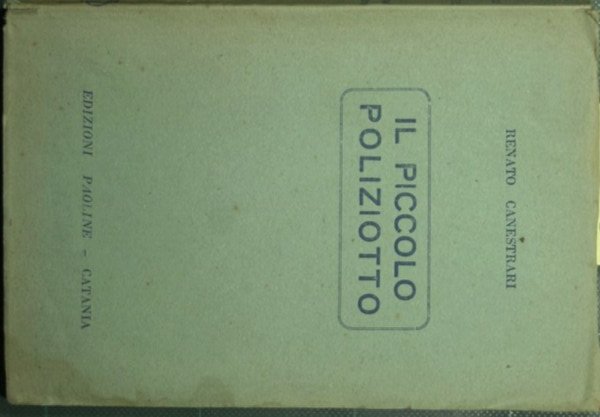 RENATO CANESTRARI
IL PICCOLO
POLIZIOTTO
EDIZIONI PAOLINE - CATANIA